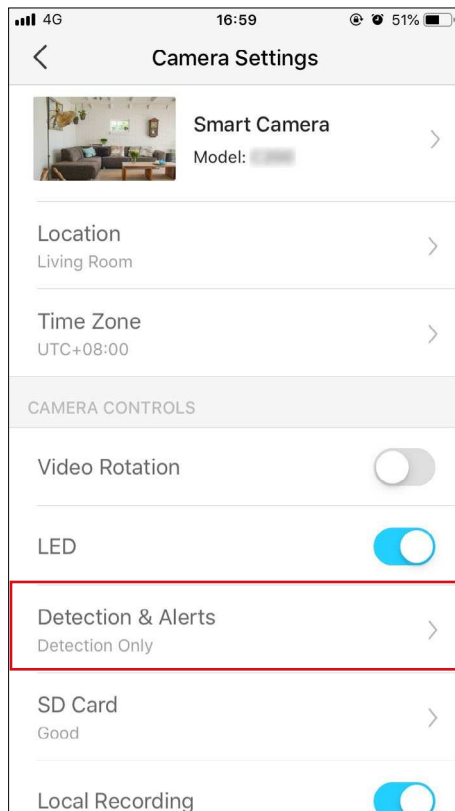 4G 16:59 51%
Camera Settings
Smart Camera
Model:
Location
Living Room
Time Zone
UTC+08:00
CAMERA CONTROLS
Video Rotation
LED
Detection & Alerts
Detection Only
SD Card
Good
Local Recording